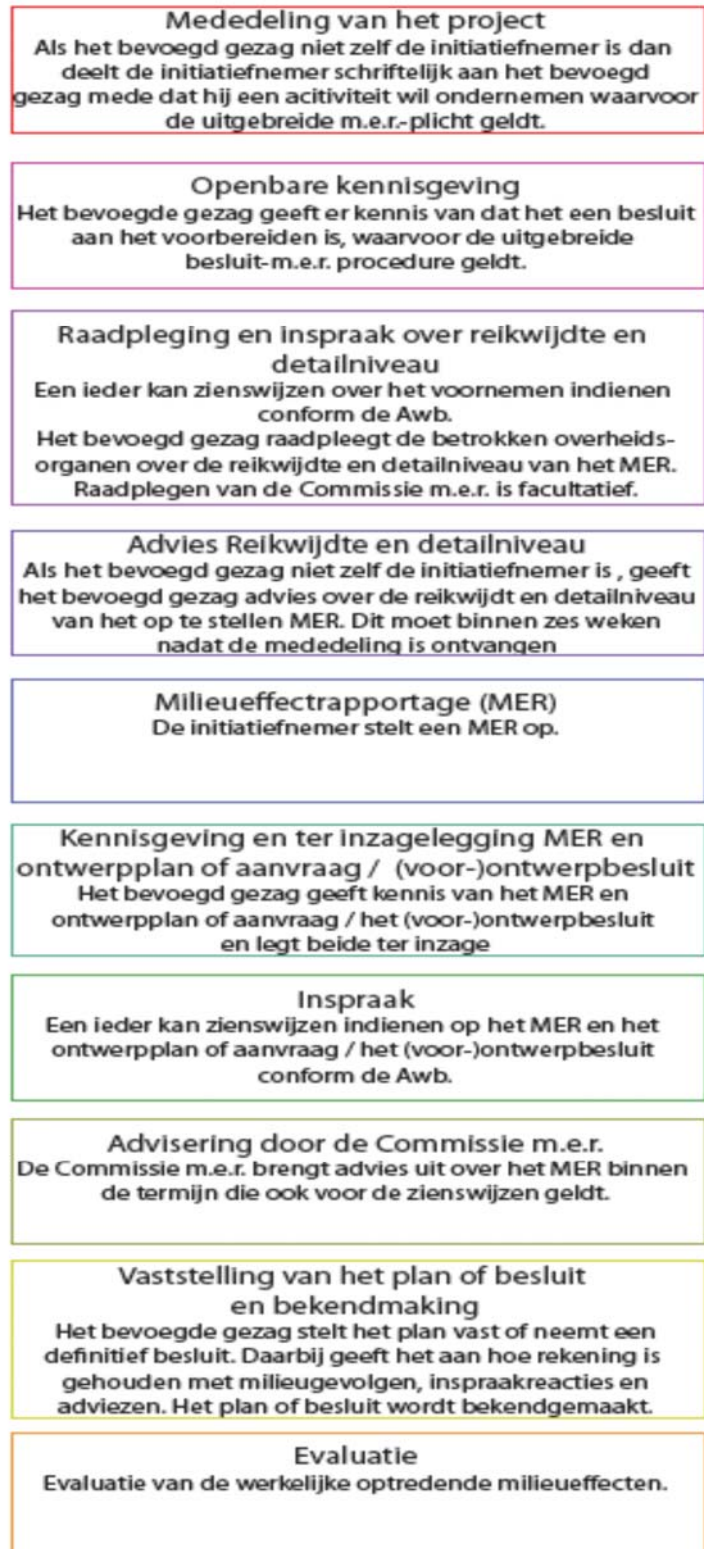 Mededeling van het project
Als het bevoegd gezag niet zelf de initiatiefnemer is dan
deelt de initiatiefnemer schriftelijk aan het bevoegd
gezag mede dat hij een acitiviteit wil ondernemen waarvoor
de uitgebreide m.e.r.-plicht geldt.
Openbare kennisgeving
Het bevoegde gezag geeft er kennis van dat het een besluit
aan het voorbereiden is, waarvoor de uitgebreide
besluit-m.e.r. procedure geldt.
Raadpleging en inspraak over reikwijdte en
detailniveau
Een ieder kan zienswijzen over het voornemen indienen
conform de Awb.
Het bevoegd gezag raadpleegt de betrokken overheids-
organen over de reikwijdte en detailniveau van het MER.
Raadplegen van de Commissie m.e.r. is facultatief.
Advies Reikwijdte en detailniveau
Als het bevoegd gezag niet zelf de initiatiefnemer is , geeft
het bevoegd gezag advies over de reikwijdt en detailniveau
van het op te stellen MER. Dit moet binnen zes weken
nadat de mededeling is ontvangen
Milieueffectrapportage (MER)
De initiatiefnemer stelt een MER op.
Kennisgeving en ter inzagelegging MER en
ontwerpplan of aanvraag / (voor-)ontwerpbesluit
Het bevoegd gezag geeft kennis van het MER en
ontwerpplan of aanvraag / het (voor-)ontwerpbesluit
en legt beide ter inzage
Inspraak
Een ieder kan zienswijzen indienen op het MER en het
ontwerpplan of aanvraag / het (voor-)ontwerpbesluit
conform de Awb.
Advisering door de Commissie m.e.r.
De Commissie m.e.r. brengt advies uit over het MER binnen
de termijn die ook voor de zienswijzen geldt.
Vaststelling van het plan of besluit
en bekendmaking
Het bevoegde gezag stelt het plan vast of neemt een
definitief besluit. Daarbij geeft het aan hoe rekening is
gehouden met milieugevolgen, inspraakreacties en
adviezen. Het plan of besluit wordt bekendgemaakt.
Evaluatie
Evaluatie van de werkelijke optredende milieueffecten.